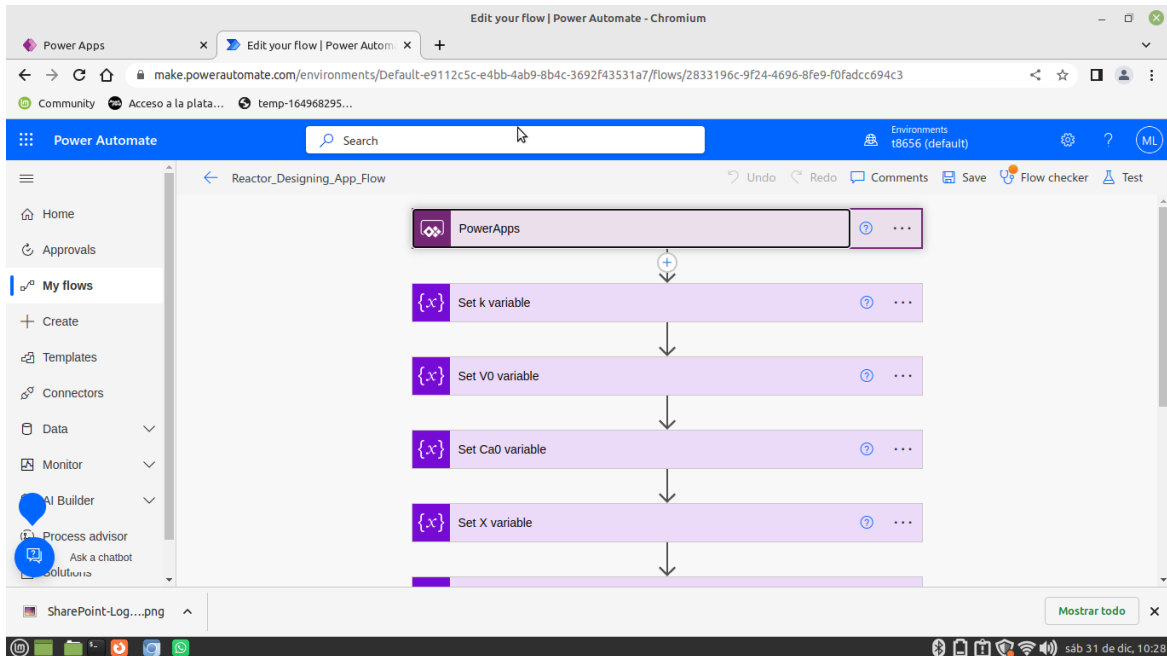 Edit your flow | Power Automate - Chromium
Power Apps
Edit your flow | Power Autom
make.powerautomate.com/environments/Default-e9112c5c-e4bb-4ab9-8b4c-3692f43531a7/flows/2833196c-9f24-4696-8fe9-f0fadcc694c3
Community Acceso a la plata... temp-164968295...
Power Automate
Search
Environments
t8656 (default)
ML
Reactor_Designing_App_Flow
Undo Redo Comments Save Flow checker Test
Home
Approvals
My flows
Create
Templates
Connectors
Data
Monitor
AI Builder
Process advisor
Ask a chatbot
Solutions
PowerApps
{x} Set k variable
{x} Set V0 variable
{x} Set Ca0 variable
{x} Set X variable
SharePoint-Log....png
Mostrar todo
sáb 31 de dic, 10:28